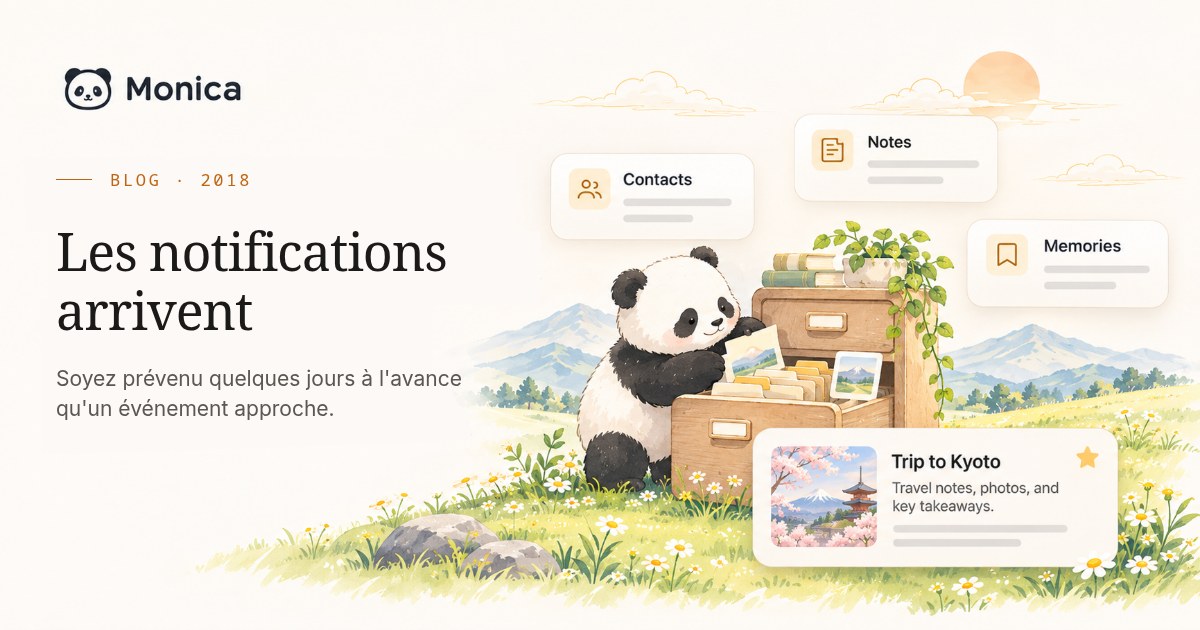 Monica
BLOG · 2018
Les notifications
arrivent
Soyez prévenu quelques jours à l'avance
qu'un événement approche.
Contacts
Notes
Memories
Trip to Kyoto
Travel notes, photos, and
key takeaways.